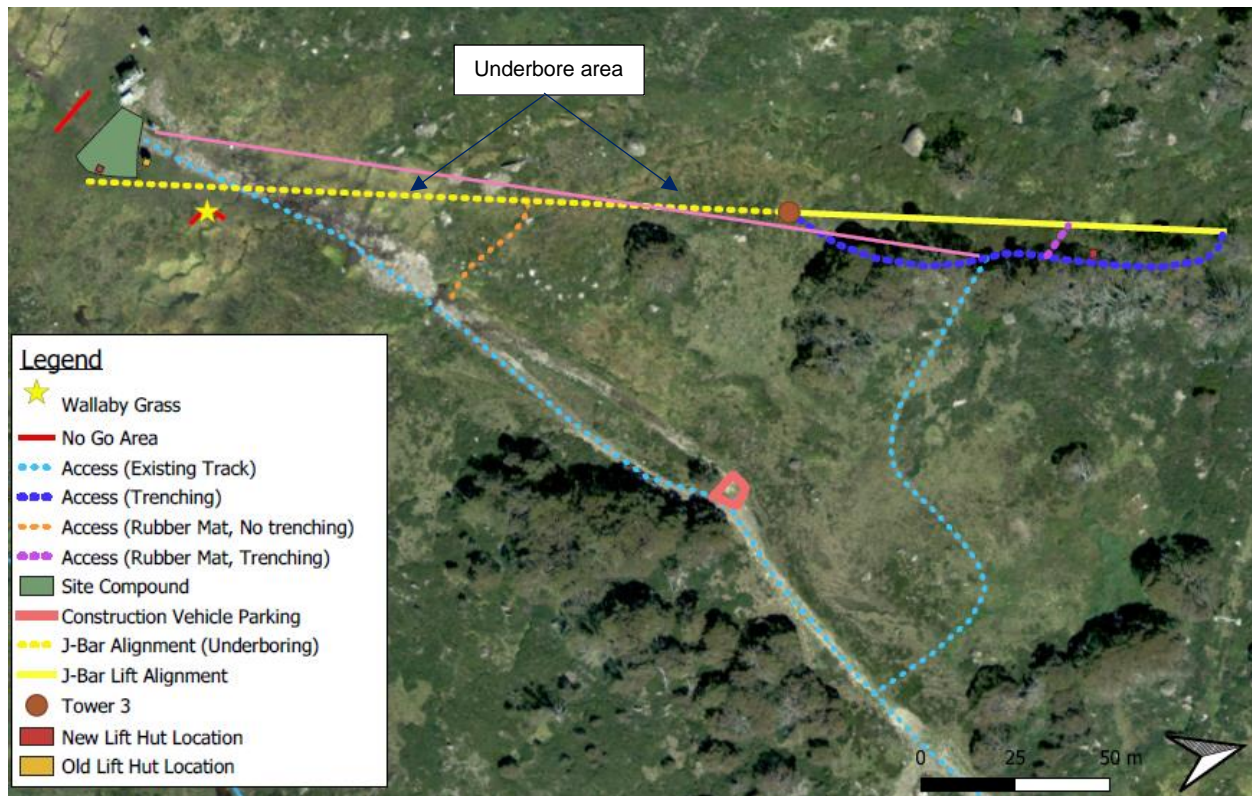 Underbore area
Legend
Wallaby Grass
No Go Area
Access (Existing Track)
Access (Trenching)
Access (Rubber Mat, No trenching)
Access (Rubber Mat, Trenching)
Site Compound
Construction Vehicle Parking
J-Bar Alignment (Underboring)
J-Bar Lift Alignment
Tower 3
New Lift Hut Location
Old Lift Hut Location
0 25 50 m